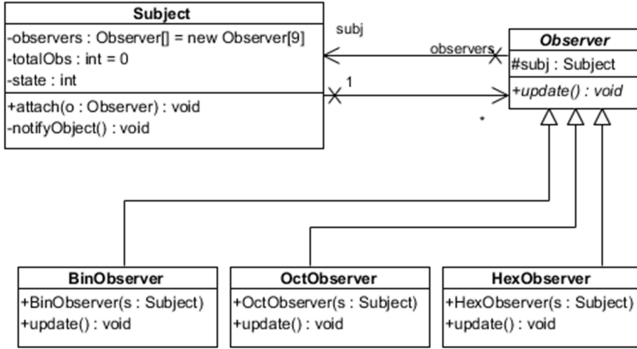 Subject
-observers : Observer[] = new Observer[9]
-totalObs : int = 0
-state : int
+attach(o : Observer) : void
-notifyObject() : void
subj
observers
1
*
Observer
#subj : Subject
+update() : void
BinObserver
+BinObserver(s : Subject)
+update() : void
OctObserver
+OctObserver(s : Subject)
+update() : void
HexObserver
+HexObserver(s : Subject)
+update() : void